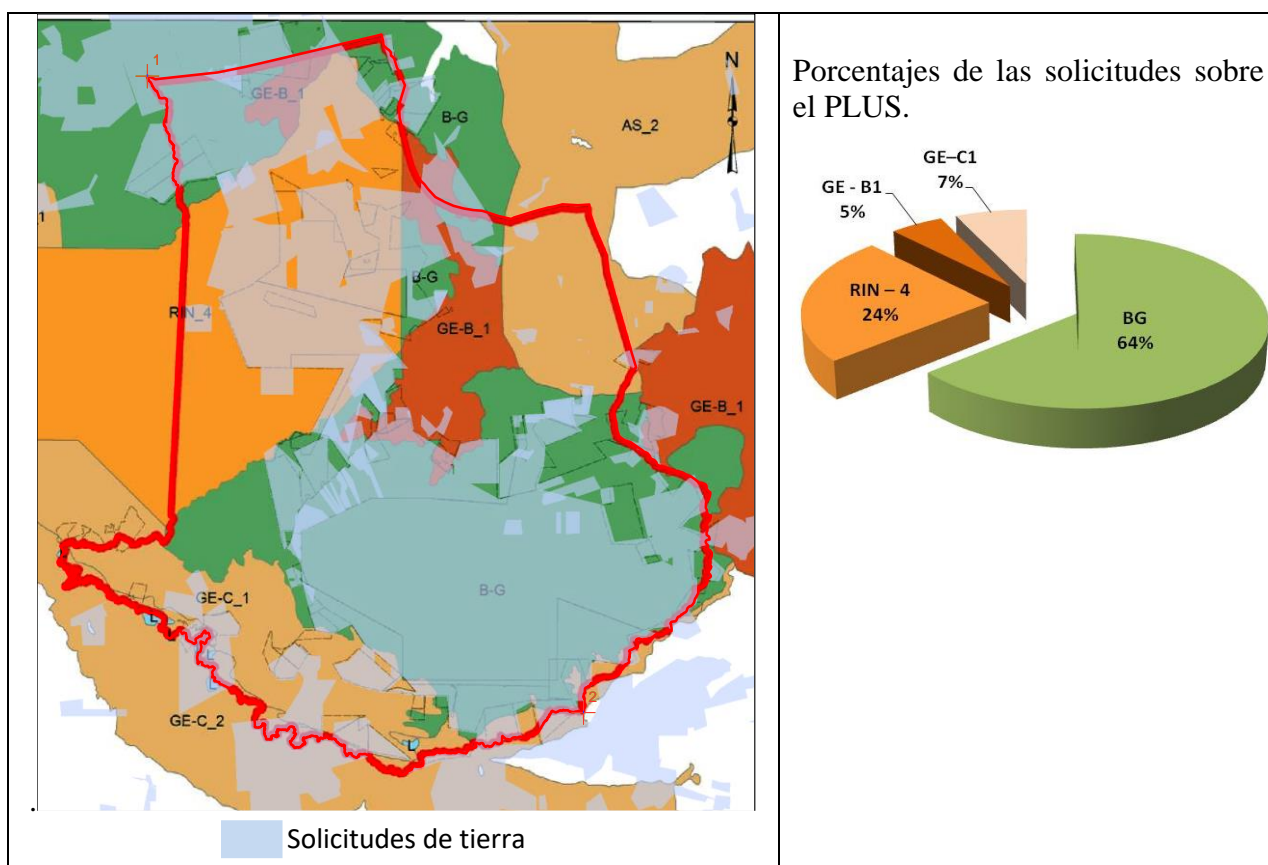 1
N
GE-B_1
B-G
AS_2
1
B-G
RIN_4
GE-B_1
GE-B_1
B-G
GE-C_1
L
L
L
L
2
GE-C_2
L
Solicitudes de tierra
Porcentajes de las solicitudes sobre
el PLUS.
GE–C1
7%
GE - B1
5%
RIN – 4
24%
BG
64%